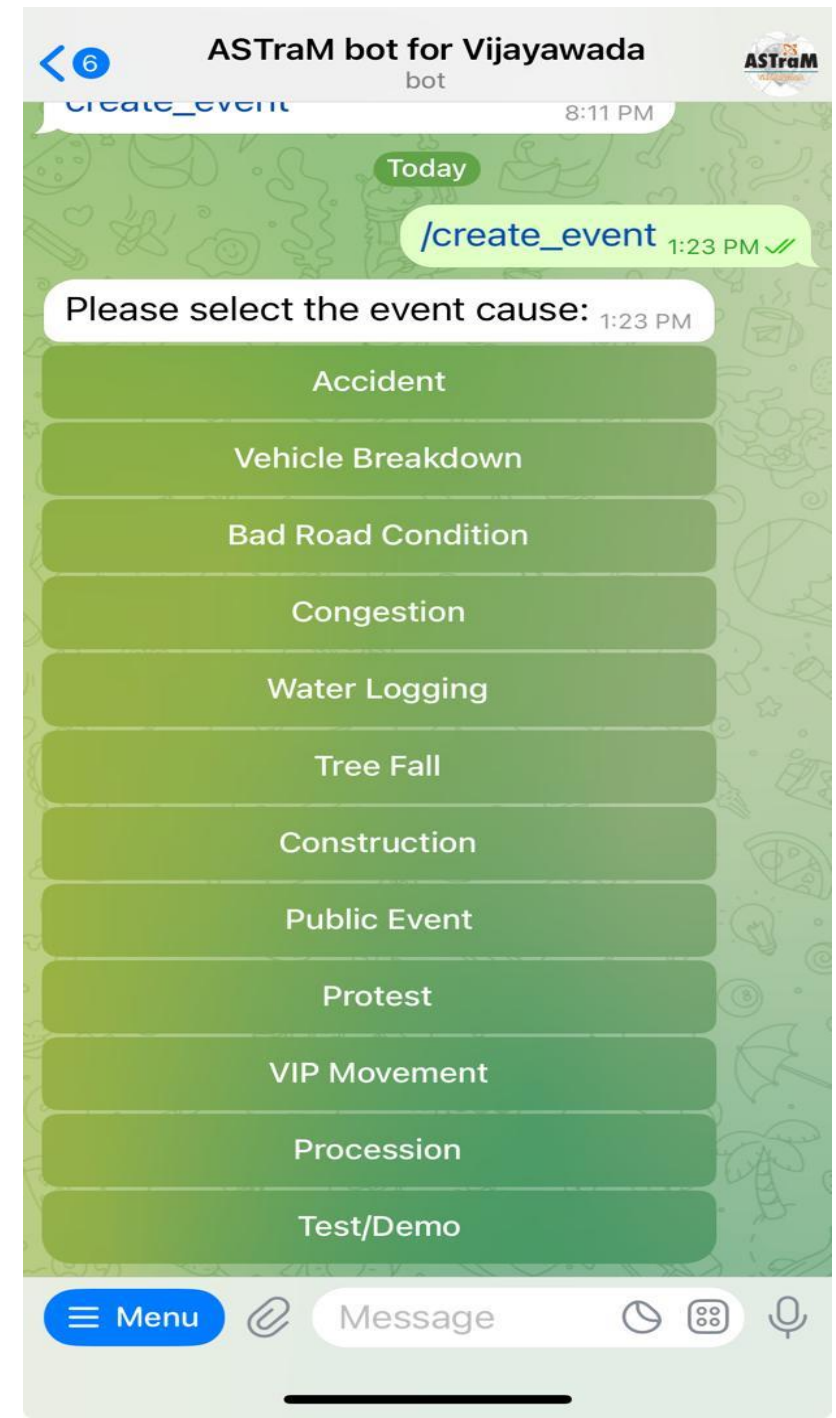 6
ASTraM bot for Vijayawada
bot
ASTraM
create_event
8:11 PM
Today
/create_event 1:23 PM
Please select the event cause: 1:23 PM
Accident
Vehicle Breakdown
Bad Road Condition
Congestion
Water Logging
Tree Fall
Construction
Public Event
Protest
VIP Movement
Procession
Test/Demo
Menu
Message